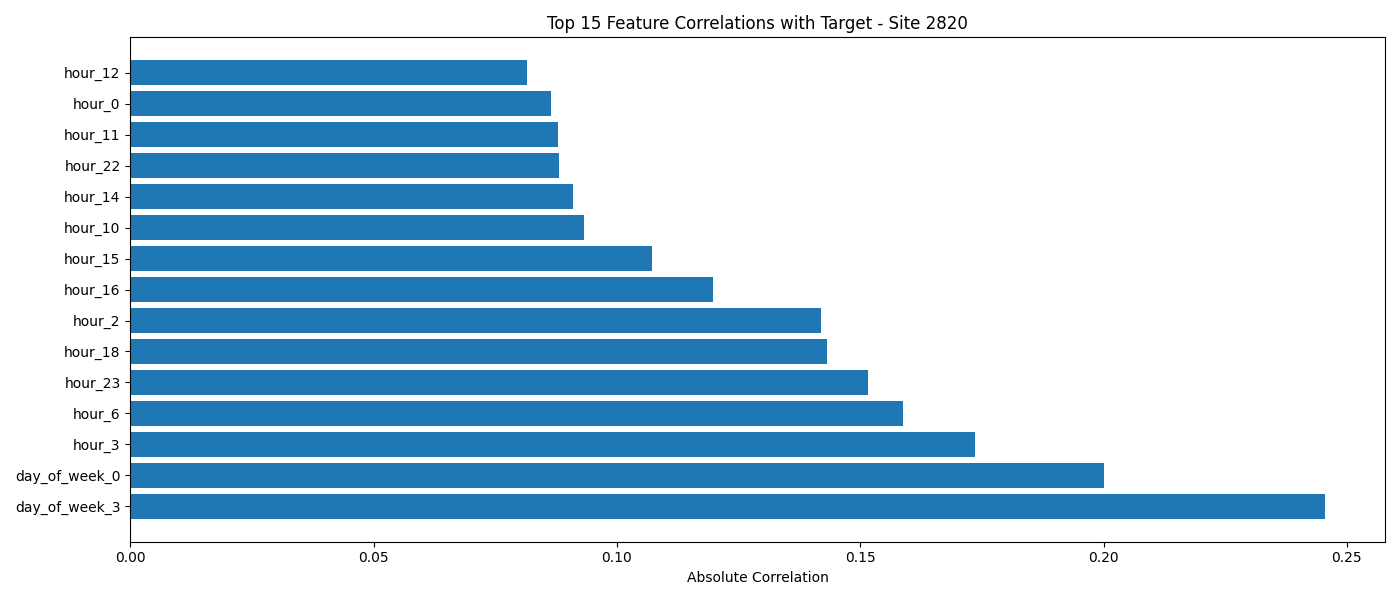 Top 15 Feature Correlations with Target - Site 2820
hour_12
hour_0
hour_11
hour_22
hour_14
hour_10
hour_15
hour_16
hour_2
hour_18
hour_23
hour_6
hour_3
day_of_week_0
day_of_week_3
0.00 0.05 0.10 0.15 0.20 0.25
Absolute Correlation